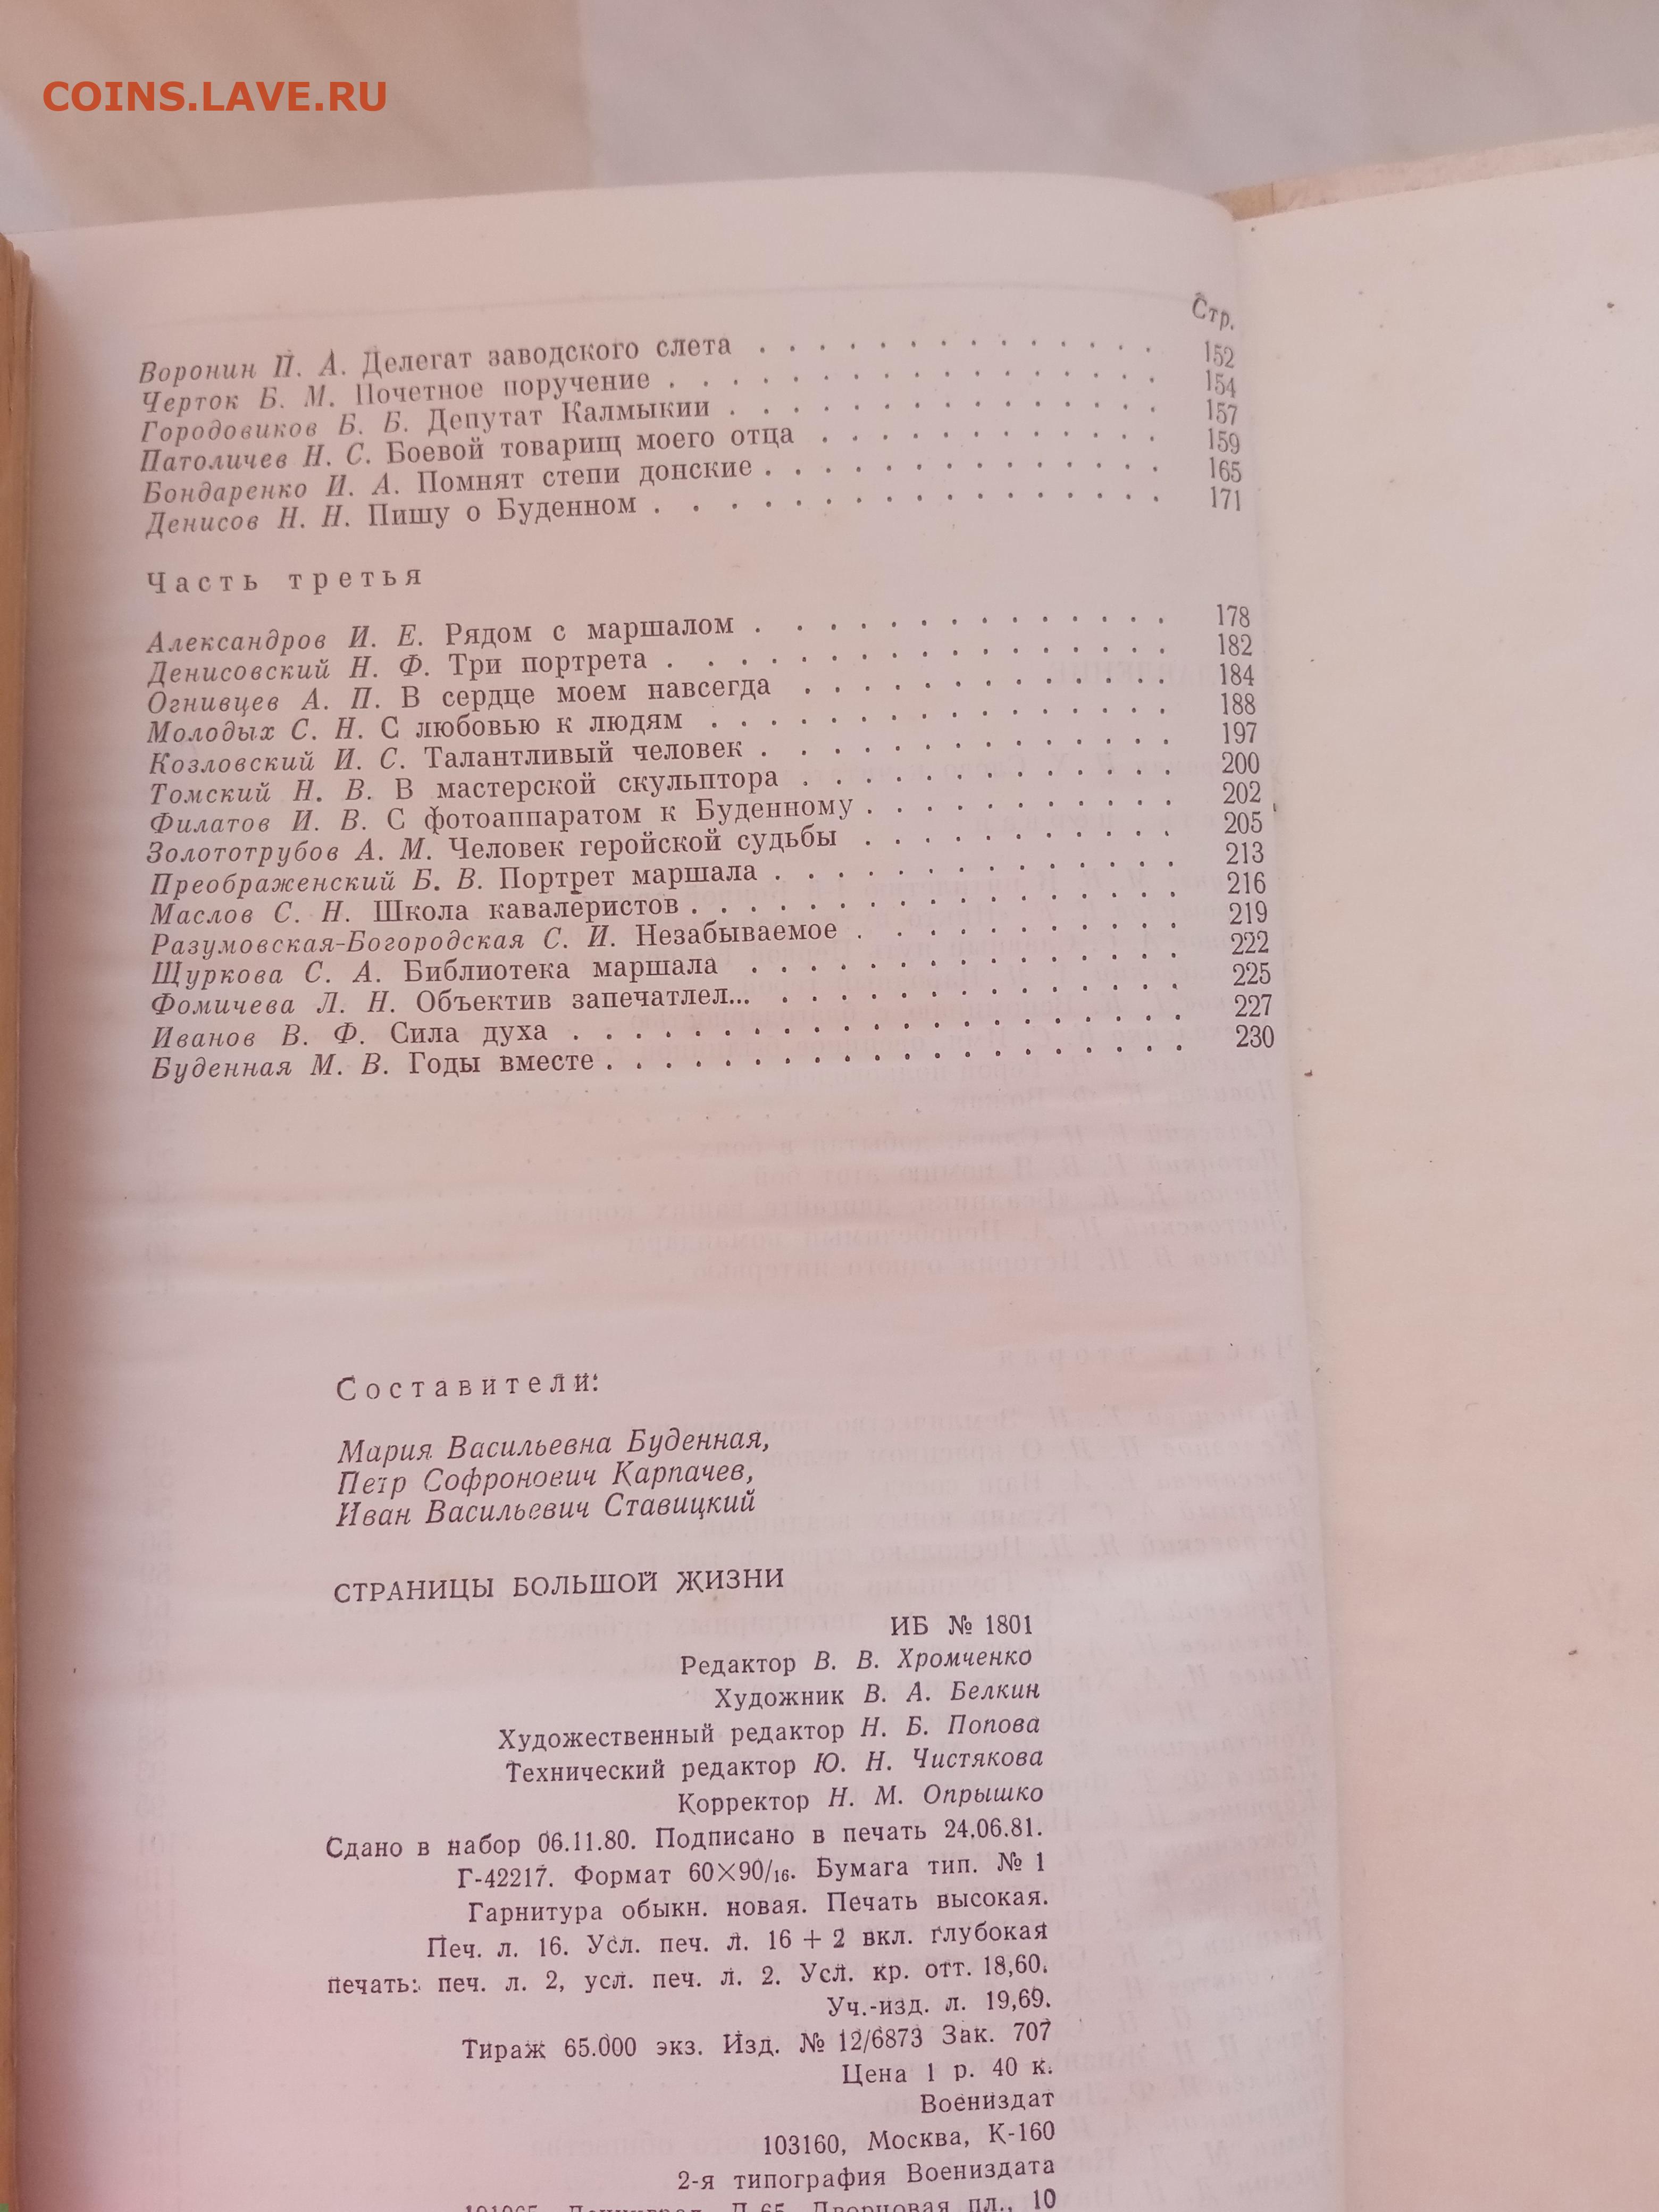 COINS.LAVE.RU
Стр.
Воронин П. А. Делегат заводского слета . . . . . . . . . . . . . . 152
Черток Б. М. Почетное поручение . . . . . . . . . . . . . . . . . 154
Городовиков Б. Б. Депутат Калмыкии . . . . . . . . . . . . . . . 157
Патоличев Н. С. Боевой товарищ моего отца . . . . . . . . . . . . 159
Бондаренко И. А. Помнят степи донские . . . . . . . . . . . . . . 165
Денисов Н. Н. Пишу о Буденном . . . . . . . . . . . . . . . . . 171
Часть третья
Александров И. Е. Рядом с маршалом . . . . . . . . . . . . . . 178
Денисовский Н. Ф. Три портрета . . . . . . . . . . . . . . . . . 182
Огнивцев А. П. В сердце моем навсегда . . . . . . . . . . . . . 184
Молодых С. Н. С любовью к людям . . . . . . . . . . . . . . . . 188
Козловский И. С. Талантливый человек . . . . . . . . . . . . . . 197
Томский Н. В. В мастерской скульптора . . . . . . . . . . . . . 200
Филатов И. В. С фотоаппаратом к Буденному . . . . . . . . . . . 202
Золототрубов А. М. Человек геройской судьбы . . . . . . . . . . . 205
Преображенский Б. В. Портрет маршала . . . . . . . . . . . . . . 213
Маслов С. Н. Школа кавалеристов . . . . . . . . . . . . . . . . . 216
Разумовская-Богородская С. И. Незабываемое . . . . . . . . . . . 219
Щуркова С. А. Библиотека маршала . . . . . . . . . . . . . . . 222
Фомичева Л. Н. Объектив запечатлел... . . . . . . . . . . . . . . 225
Иванов В. Ф. Сила духа . . . . . . . . . . . . . . . . . . . . . 227
Буденная М. В. Годы вместе . . . . . . . . . . . . . . . . . . . . 230
Составители:
Мария Васильевна Буденная,
Петр Софронович Карпачев,
Иван Васильевич Ставицкий
СТРАНИЦЫ БОЛЬШОЙ ЖИЗНИ
ИБ № 1801
Редактор В. В. Хромченко
Художник В. А. Белкин
Художественный редактор Н. Б. Попова
Технический редактор Ю. Н. Чистякова
Корректор Н. М. Опрышко
Сдано в набор 06.11.80. Подписано в печать 24.06.81.
Г-42217. Формат 60×90/16. Бумага тип. № 1
Гарнитура обыкн. новая. Печать высокая.
Печ. л. 16. Усл. печ. л. 16 + 2 вкл. глубокая
печать: печ. л. 2, усл. печ. л. 2. Усл. кр. отт. 18,60.
Уч.-изд. л. 19,69.
Тираж 65.000 экз. Изд. № 12/6873 Зак. 707
Цена 1 р. 40 к.
Воениздат
103160, Москва, К-160
2-я типография Воениздата
Дворцовая пл., 10